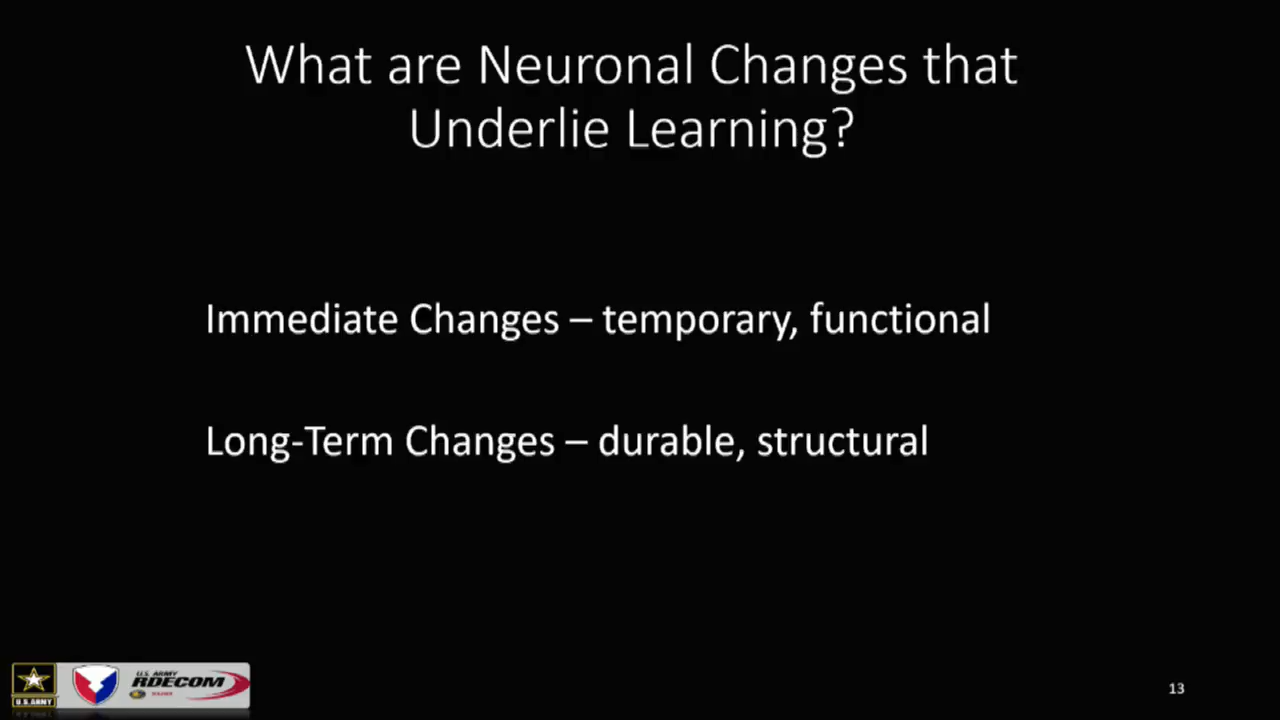 What are Neuronal Changes that
Underlie Learning?
Immediate Changes – temporary, functional
Long-Term Changes – durable, structural
U.S.ARMY
U.S. ARMY
RDECOM
13